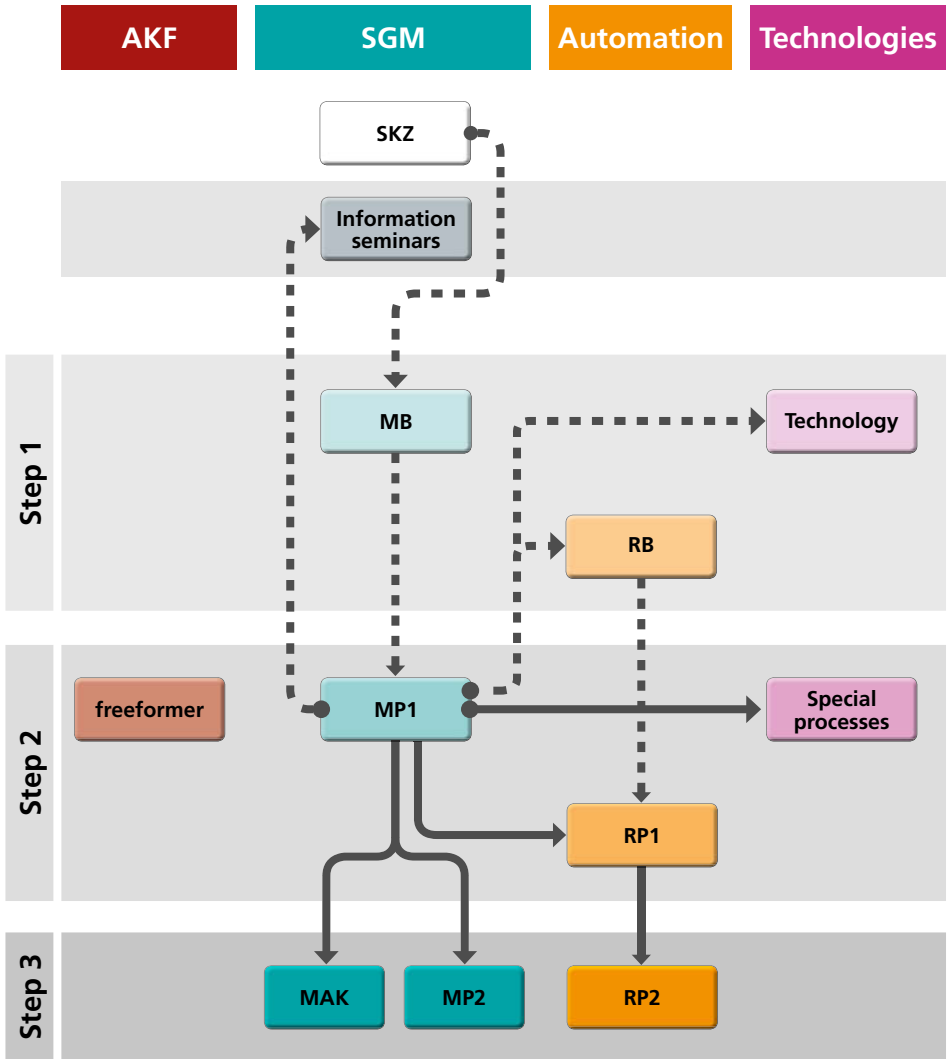 AKF
SGM
Automation
Technologies
SKZ
Information
seminars
Step 1
MB
Technology
RB
Step 2
freeformer
MP1
Special
processes
RP1
Step 3
MAK
MP2
RP2